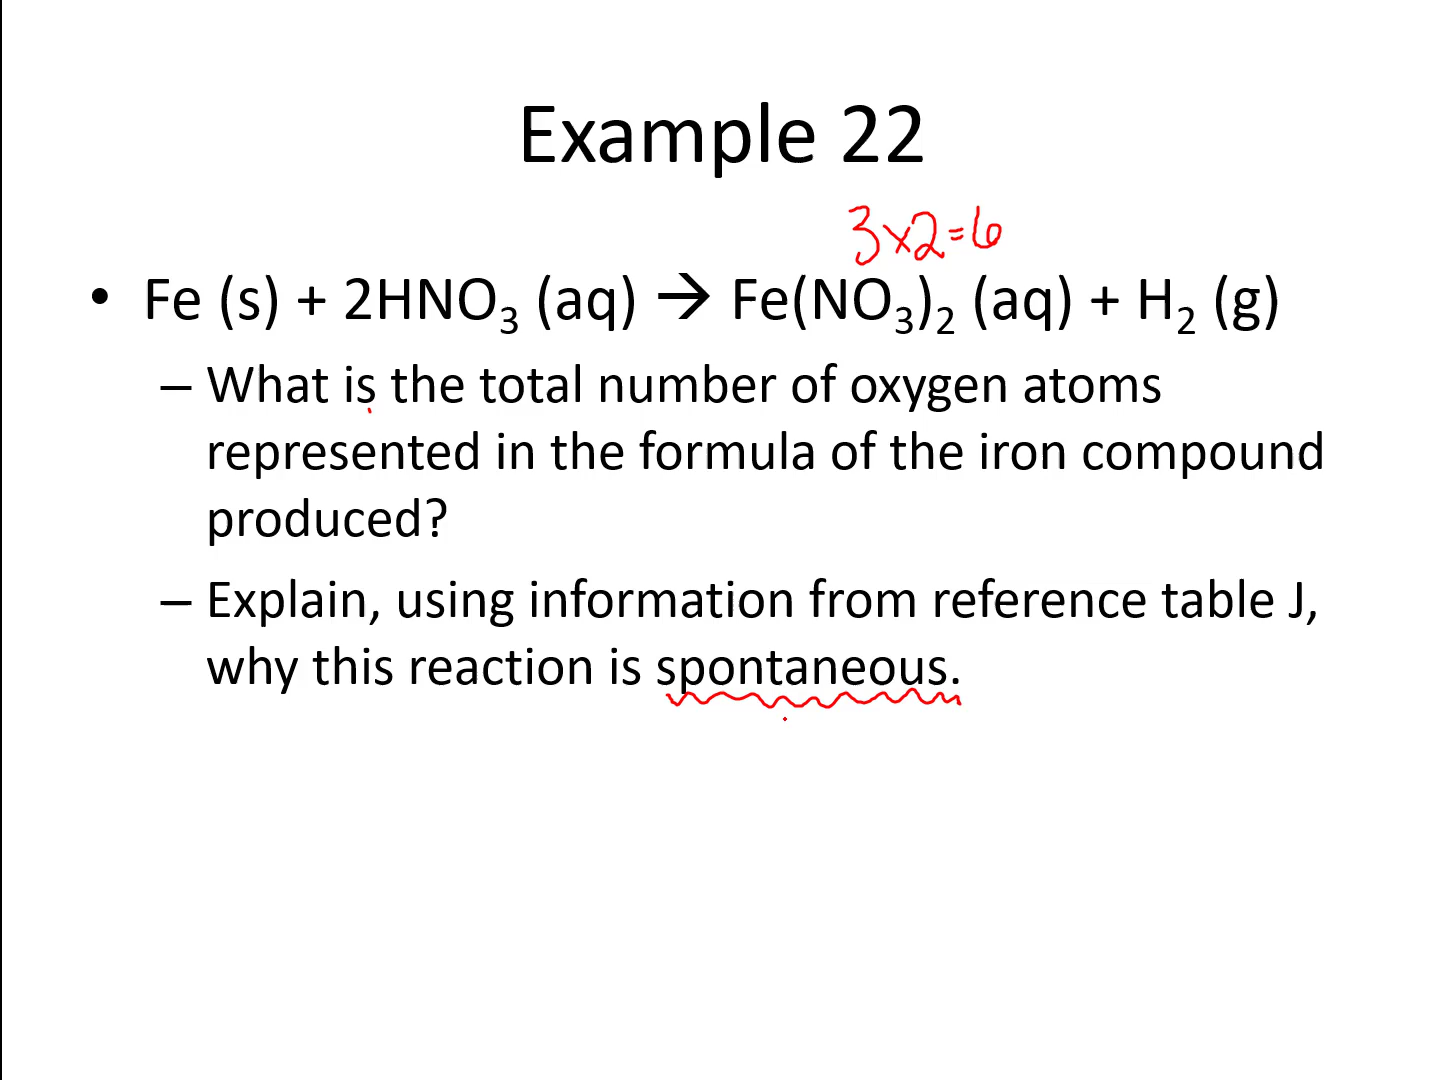 Example 22
3x2=6
• Fe (s) + 2HNO₃ (aq) → Fe(NO₃)₂ (aq) + H₂ (g)
– What is the total number of oxygen atoms
represented in the formula of the iron compound
produced?
– Explain, using information from reference table J,
why this reaction is spontaneous.